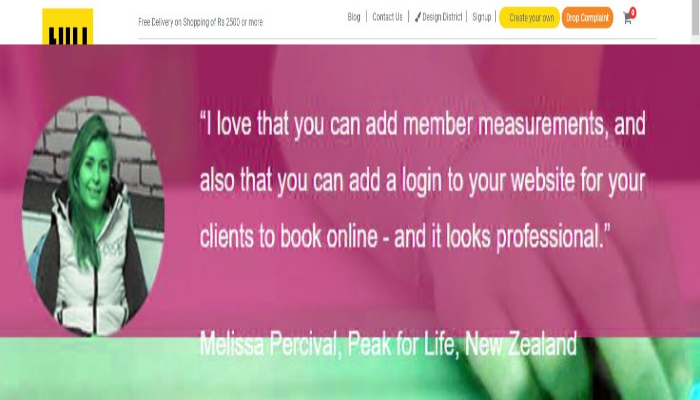 Free Delivery on Shopping of Rs 2500 or more
Blog Contact Us Design District Signup Create your own Drop Complaint 0
“I love that you can add member measurements, and
also that you can add a login to your website for your
clients to book online - and it looks professional.”
Melissa Percival, Peak for Life, New Zealand